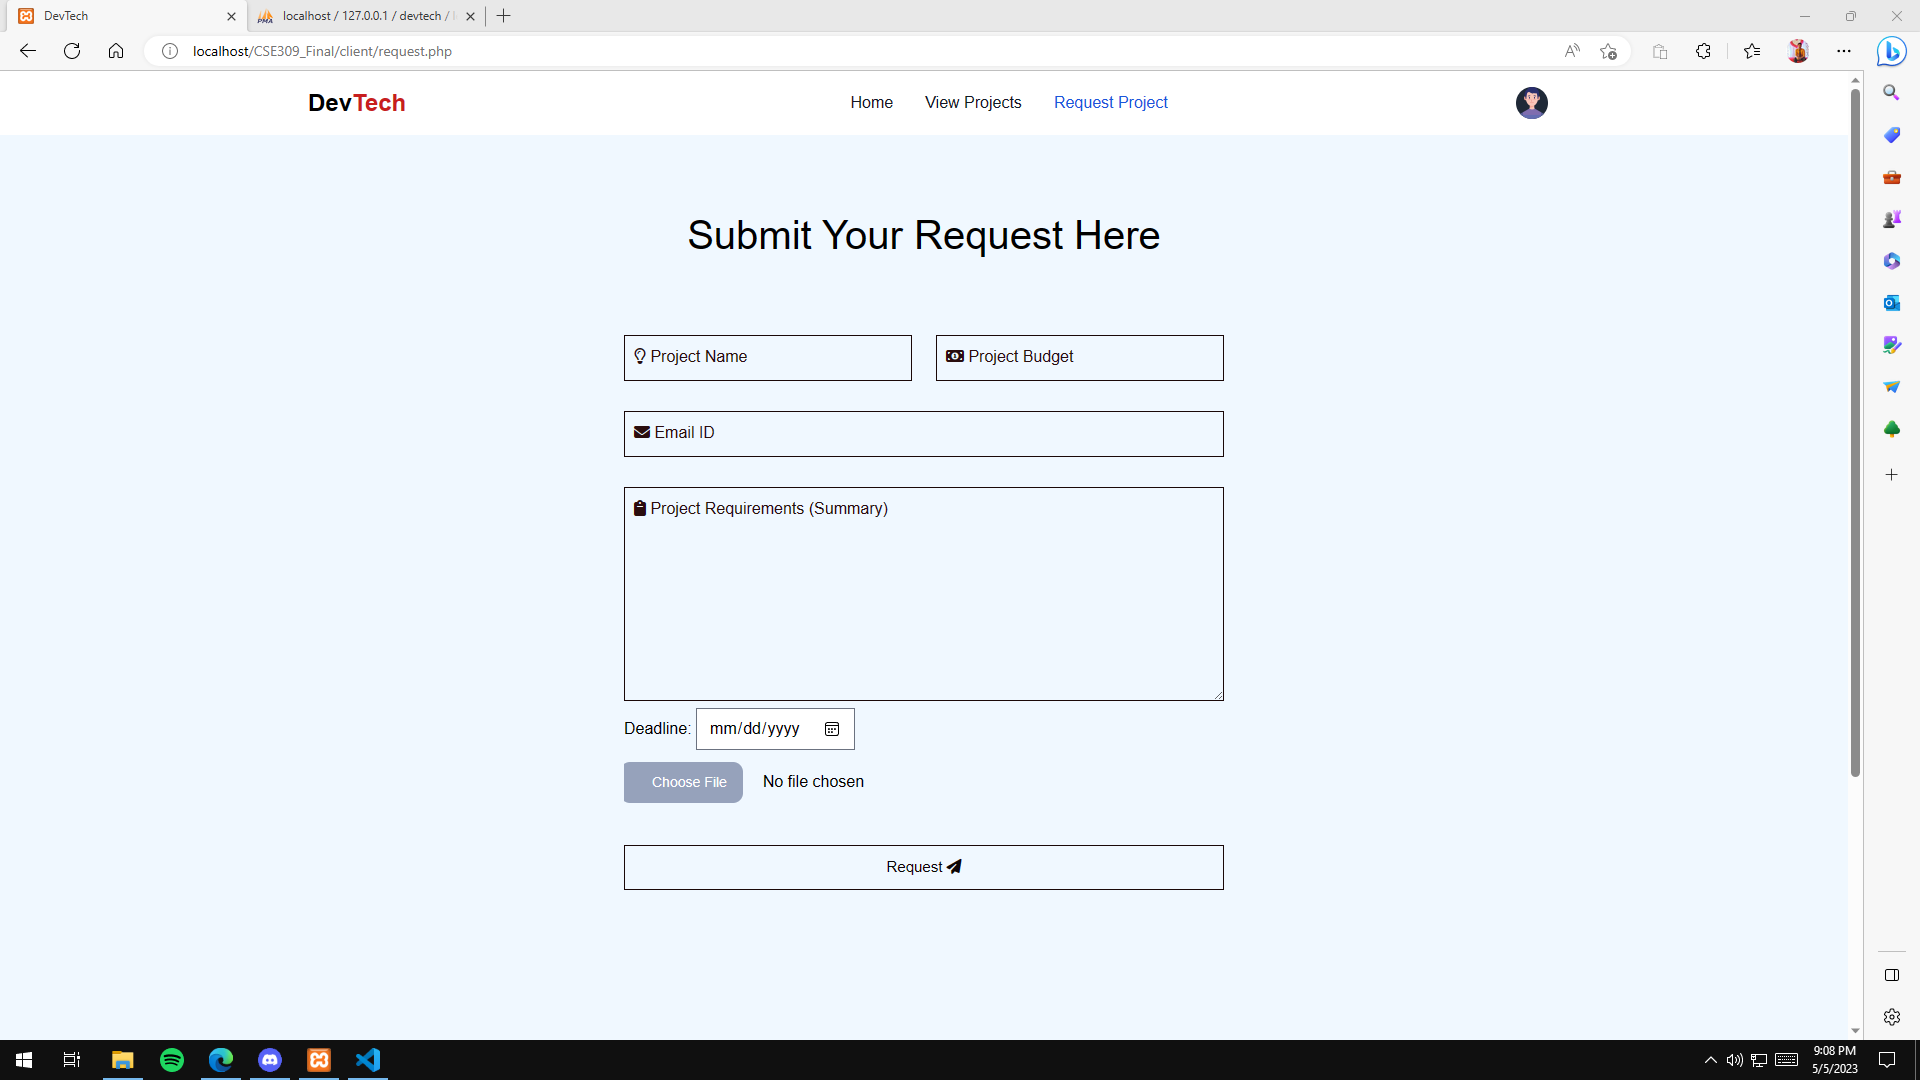 DevTech
localhost / 127.0.0.1 / devtech /
localhost/CSE309_Final/client/request.php
DevTech
Home
View Projects
Request Project
Submit Your Request Here
Project Name
Project Budget
Email ID
Project Requirements (Summary)
Deadline: mm/dd/yyyy
Choose File
No file chosen
Request
9:08 PM
5/5/2023